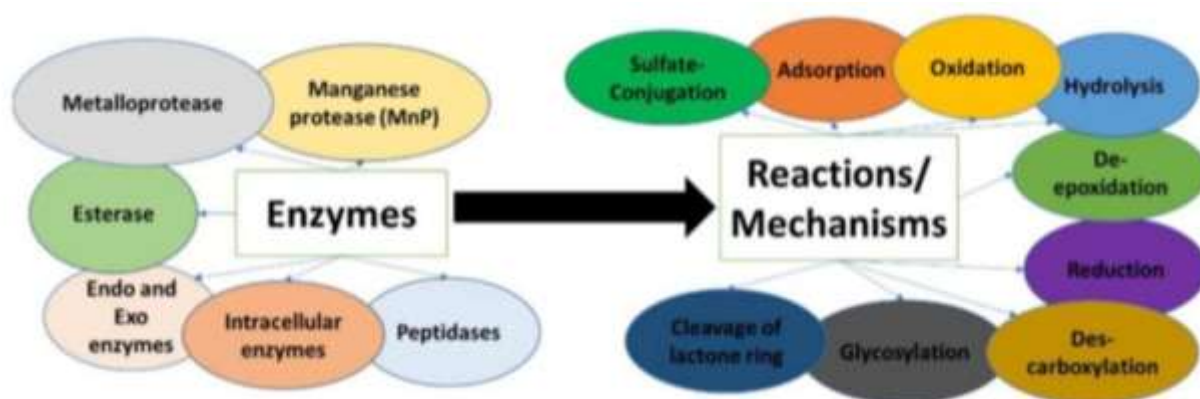 Metalloprotease
Manganese
protease (MnP)
Esterase
Enzymes
Endo and
Exo
enzymes
Intracellular
enzymes
Peptidases
Sulfate-
Conjugation
Adsorption
Oxidation
Hydrolysis
Reactions/
Mechanisms
De-
epoxidation
Reduction
Cleavage of
lactone ring
Glycosylation
Des-
carboxylation